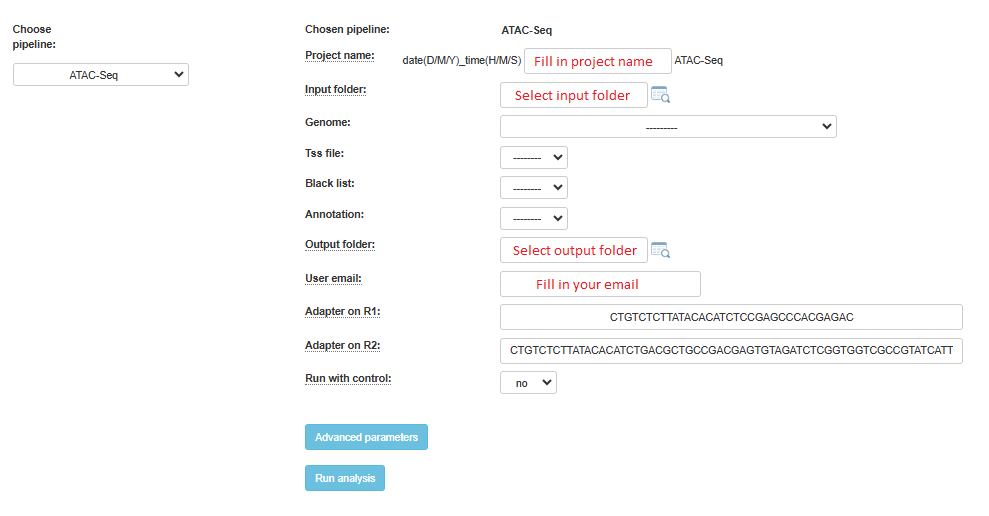 Choose
pipeline:
ATAC-Seq
Chosen pipeline: ATAC-Seq
Project name: date(D/M/Y)_time(H/M/S) Fill in project name ATAC-Seq
Input folder: Select input folder
Genome: ---------
Tss file: --------
Black list: --------
Annotation: --------
Output folder: Select output folder
User email: Fill in your email
Adapter on R1: CTGTCTCTTATACACATCTCCGAGCCCACGAGAC
Adapter on R2: CTGTCTCTTATACACATCTGACGCTGCCGACGAGTGTAGATCTCGGTGGTCGCCGTATCATT
Run with control: no
Advanced parameters
Run analysis